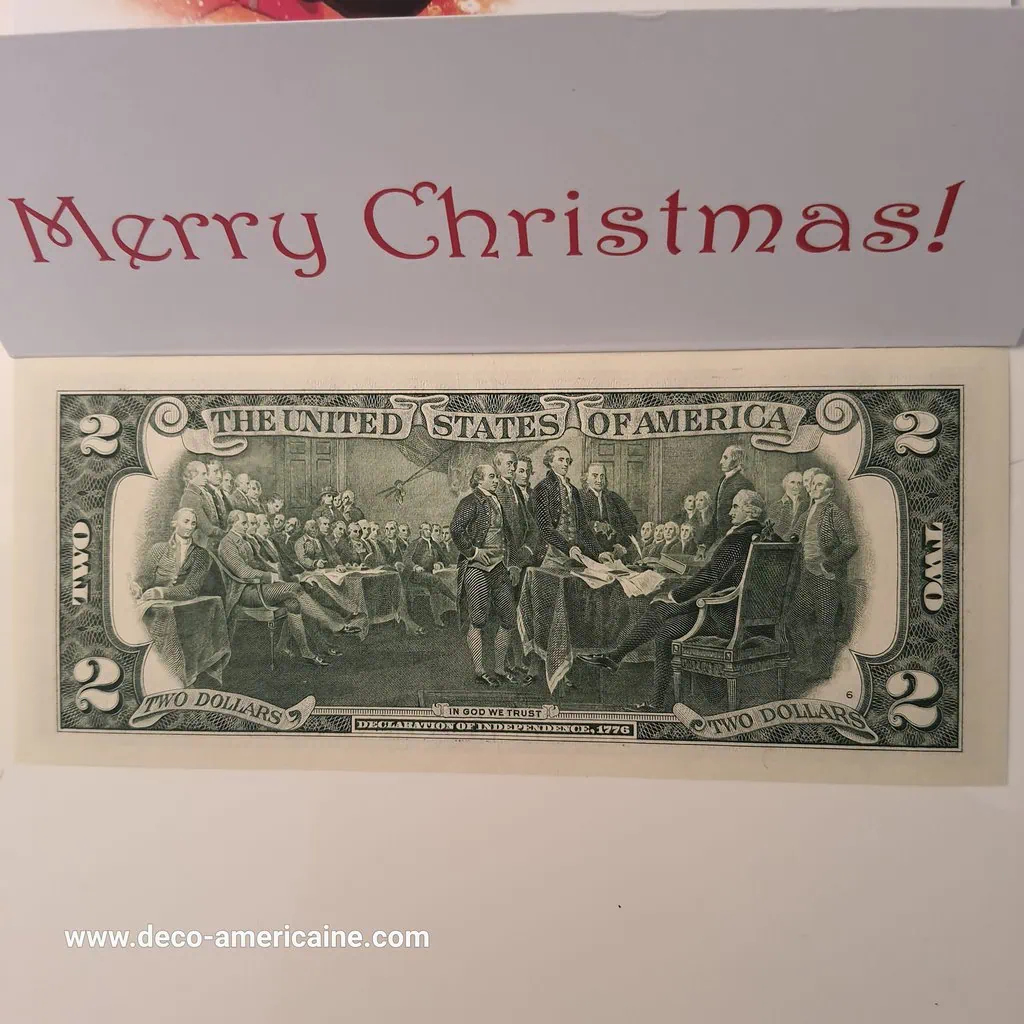 Merry Christmas!
2 THE UNITED STATES OF AMERICA 2
TWO TWO
2 TWO DOLLARS IN GOD WE TRUST TWO DOLLARS 2
6
DECLARATION OF INDEPENDENCE, 1776
www.deco-americaine.com